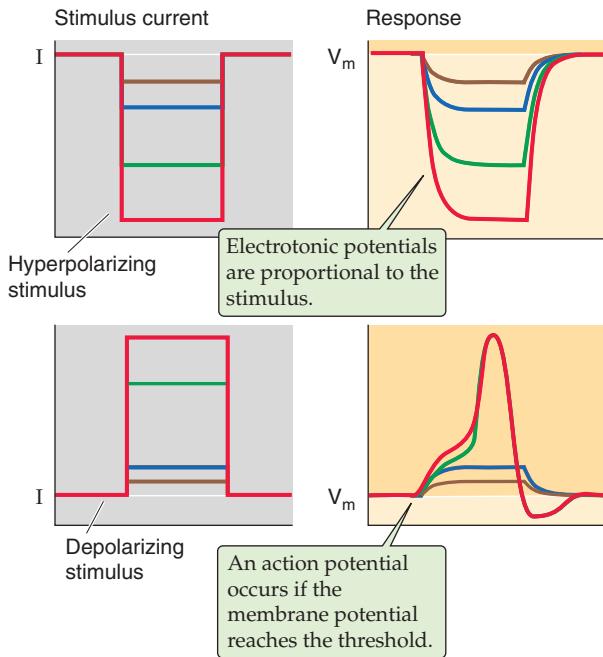 Stimulus current
Response
I
Vm
Hyperpolarizing
stimulus
Electrotonic potentials
are proportional to the
stimulus.
I
Vm
Depolarizing
stimulus
An action potential
occurs if the
membrane potential
reaches the threshold.